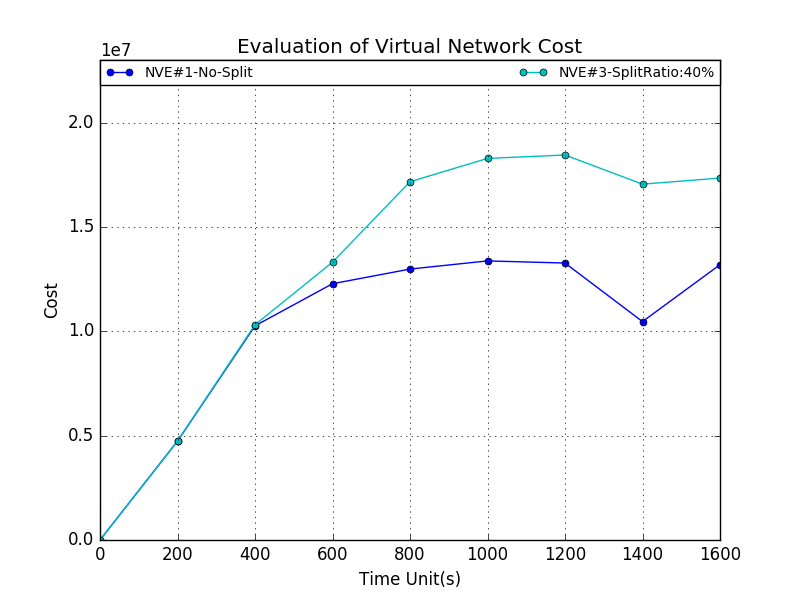 Evaluation of Virtual Network Cost
1e7
NVE#1-No-Split NVE#3-SplitRatio:40%
2.0
1.5
1.0
0.5
0.0
Cost
0 200 400 600 800 1000 1200 1400 1600
Time Unit(s)